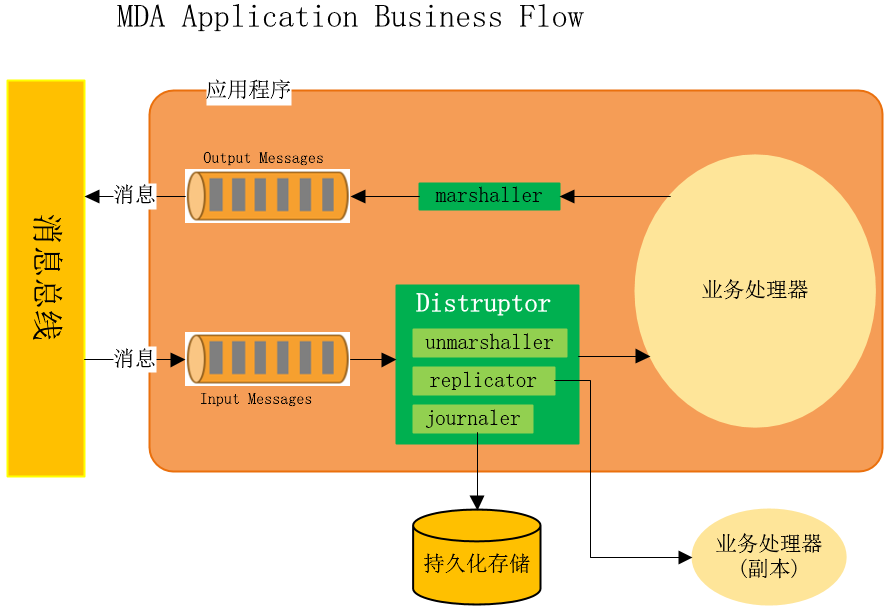 MDA Application Business Flow
应用程序
Output Messages
消息
marshaller
消息总线
业务处理器
Distruptor
unmarshaller
replicator
journaler
消息
Input Messages
持久化存储
业务处理器
(副本)